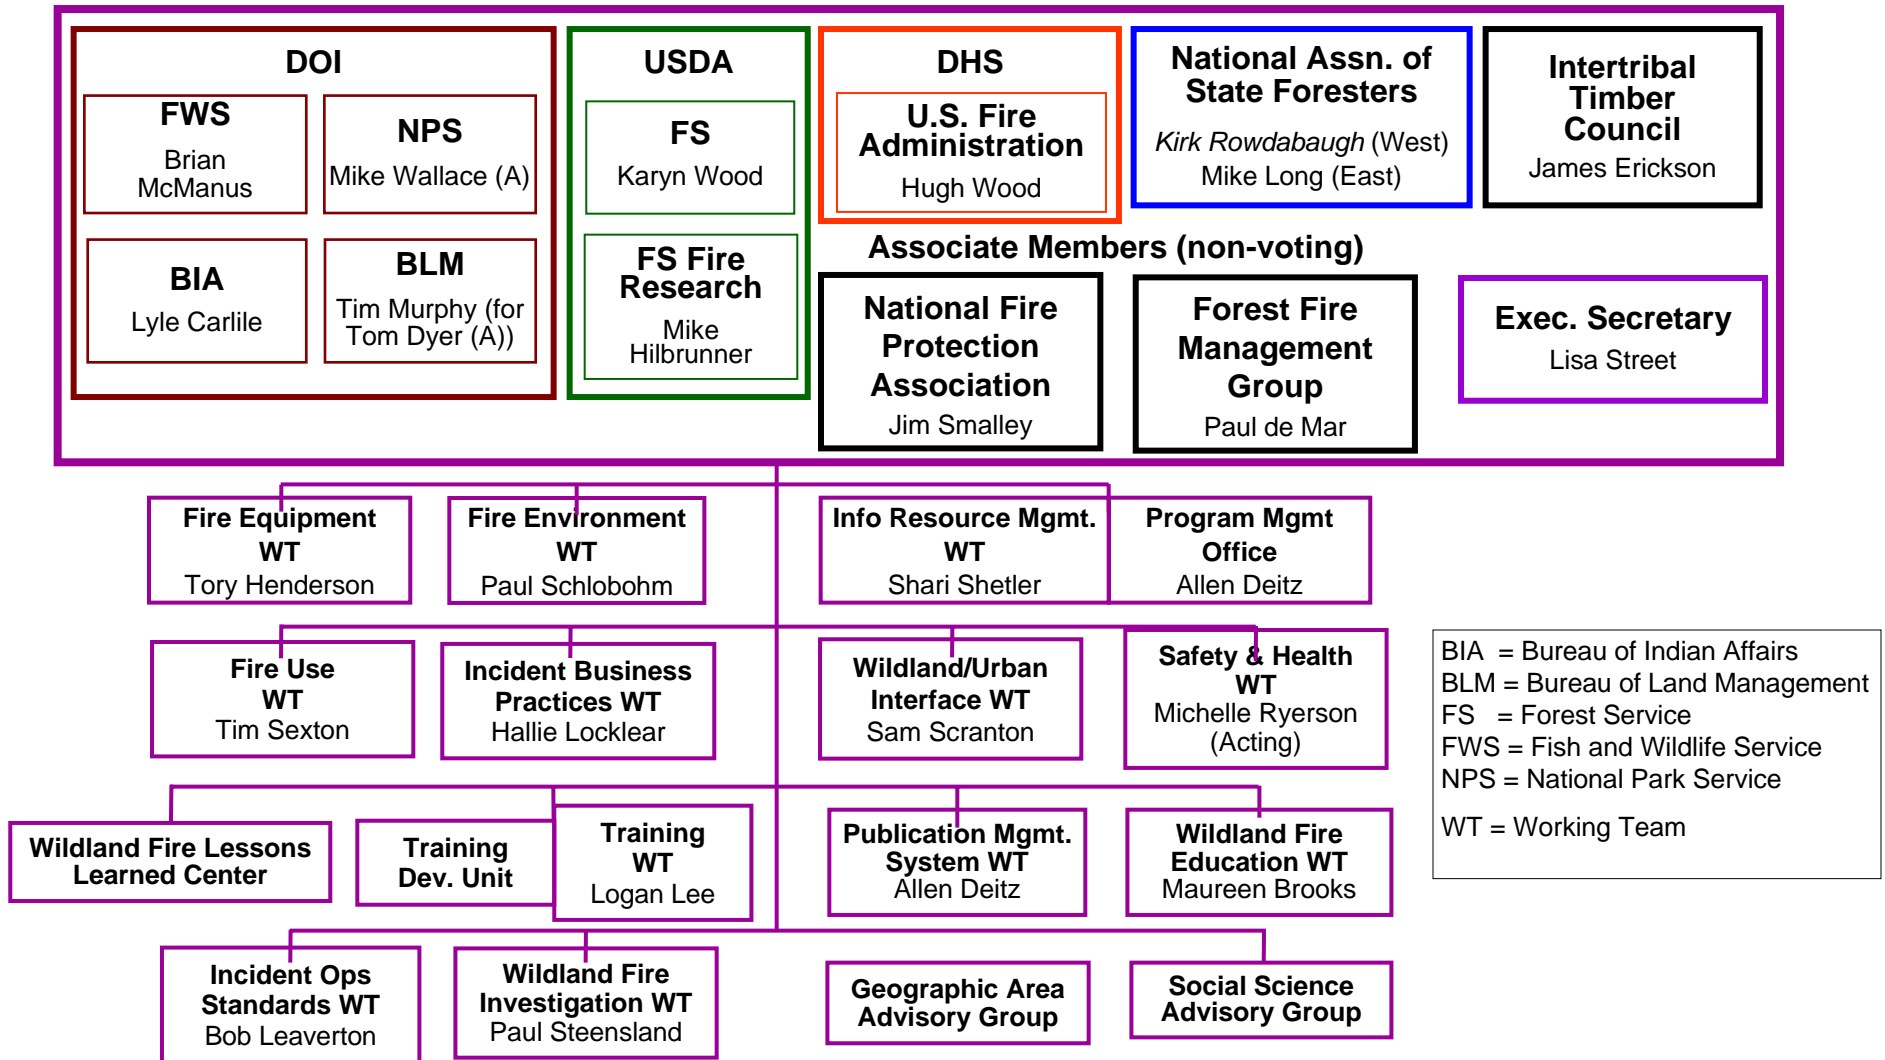 DOI
FWS
Brian
McManus
NPS
Mike Wallace (A)
BIA
Lyle Carlile
BLM
Tim Murphy (for
Tom Dyer (A))
USDA
FS
Karyn Wood
FS Fire
Research
Mike
Hilbrunner
DHS
U.S. Fire
Administration
Hugh Wood
National Assn. of
State Foresters
Kirk Rowdabaugh (West)
Mike Long (East)
Intertribal
Timber
Council
James Erickson
Associate Members (non-voting)
National Fire
Protection
Association
Jim Smalley
Forest Fire
Management
Group
Paul de Mar
Exec. Secretary
Lisa Street
Fire Equipment
WT
Tory Henderson
Fire Environment
WT
Paul Schlobohm
Info Resource Mgmt.
WT
Shari Shetler
Program Mgmt
Office
Allen Deitz
Fire Use
WT
Tim Sexton
Incident Business
Practices WT
Hallie Locklear
Wildland/Urban
Interface WT
Sam Scranton
Safety & Health
WT
Michelle Ryerson
(Acting)
BIA = Bureau of Indian Affairs
BLM = Bureau of Land Management
FS = Forest Service
FWS = Fish and Wildlife Service
NPS = National Park Service
WT = Working Team
Wildland Fire Lessons
Learned Center
Training
Dev. Unit
Training
WT
Logan Lee
Publication Mgmt.
System WT
Allen Deitz
Wildland Fire
Education WT
Maureen Brooks
Incident Ops
Standards WT
Bob Leaverton
Wildland Fire
Investigation WT
Paul Steensland
Geographic Area
Advisory Group
Social Science
Advisory Group